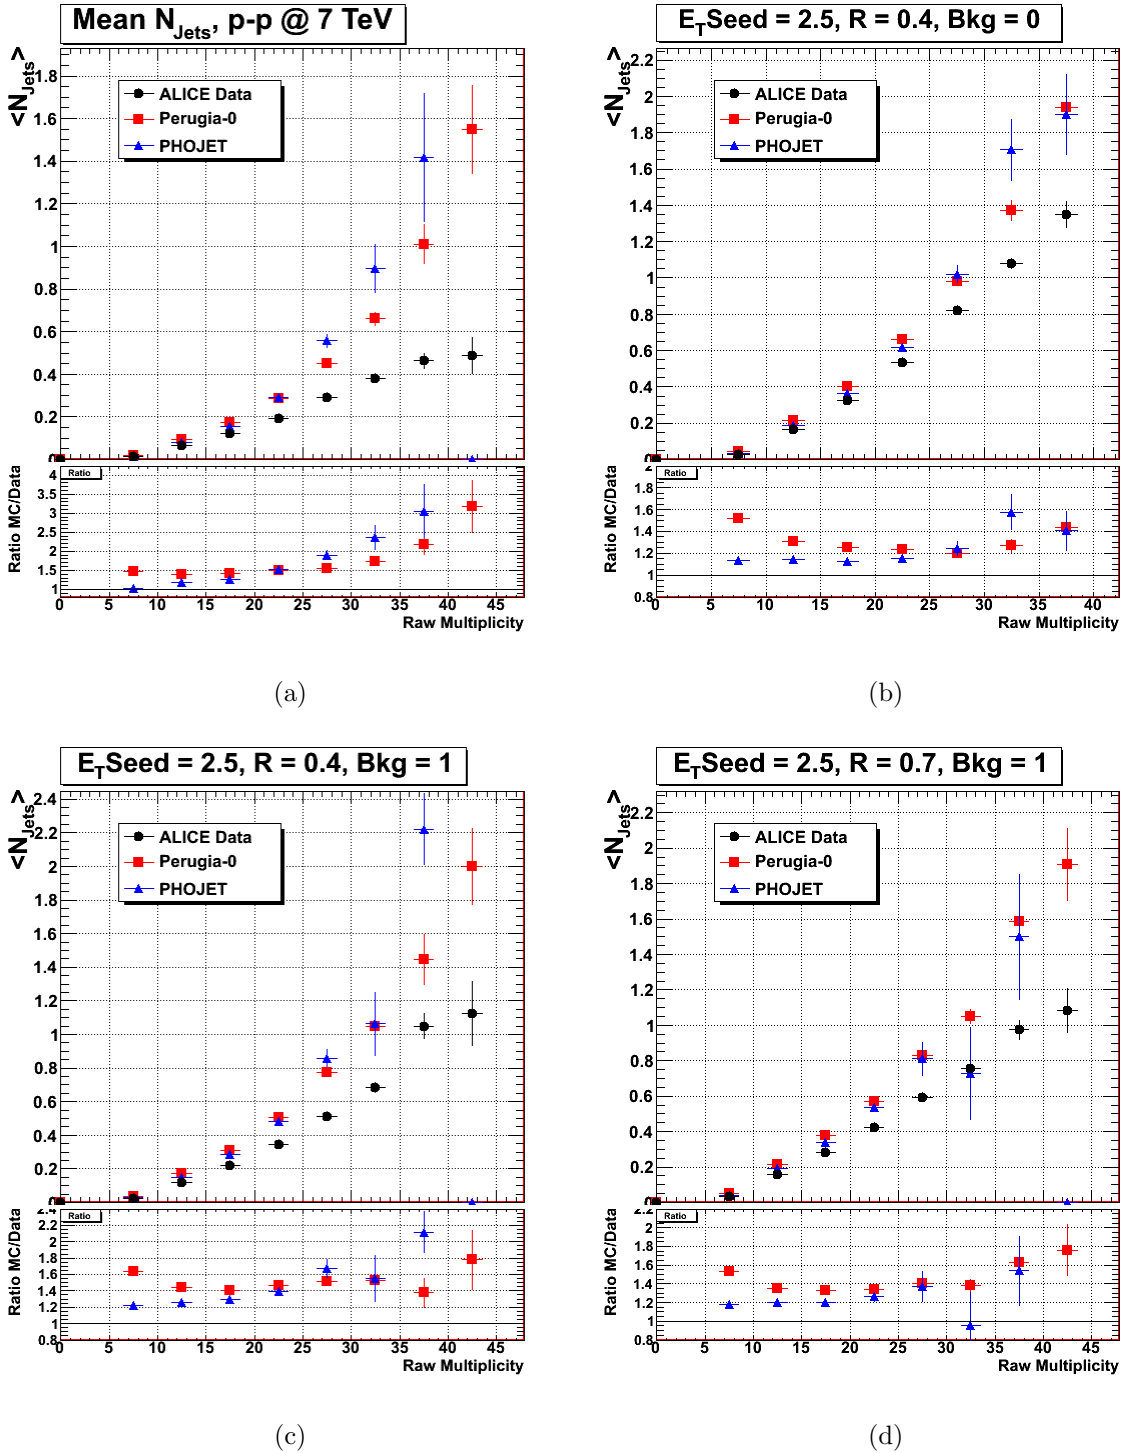 Mean N_Jets, p-p @ 7 TeV
<N_Jets>
1.8
1.6
1.4
1.2
1
0.8
0.6
0.4
0.2
0
ALICE Data
Perugia-0
PHOJET
Ratio MC/Data
Ratio
4
3.5
3
2.5
2
1.5
1
0 5 10 15 20 25 30 35 40 45
Raw Multiplicity
(a)
E_TSeed = 2.5, R = 0.4, Bkg = 0
<N_Jets>
2.2
2
1.8
1.6
1.4
1.2
1
0.8
0.6
0.4
0.2
0
ALICE Data
Perugia-0
PHOJET
Ratio MC/Data
Ratio
2
1.8
1.6
1.4
1.2
1
0.8
0 5 10 15 20 25 30 35 40
Raw Multiplicity
(b)
E_TSeed = 2.5, R = 0.4, Bkg = 1
<N_Jets>
2.4
2.2
2
1.8
1.6
1.4
1.2
1
0.8
0.6
0.4
0.2
0
ALICE Data
Perugia-0
PHOJET
Ratio MC/Data
Ratio
2.4
2.2
2
1.8
1.6
1.4
1.2
1
0.8
0 5 10 15 20 25 30 35 40 45
Raw Multiplicity
(c)
E_TSeed = 2.5, R = 0.7, Bkg = 1
<N_Jets>
2.2
2
1.8
1.6
1.4
1.2
1
0.8
0.6
0.4
0.2
0
ALICE Data
Perugia-0
PHOJET
Ratio MC/Data
Ratio
2.2
2
1.8
1.6
1.4
1.2
1
0.8
0 5 10 15 20 25 30 35 40 45
Raw Multiplicity
(d)